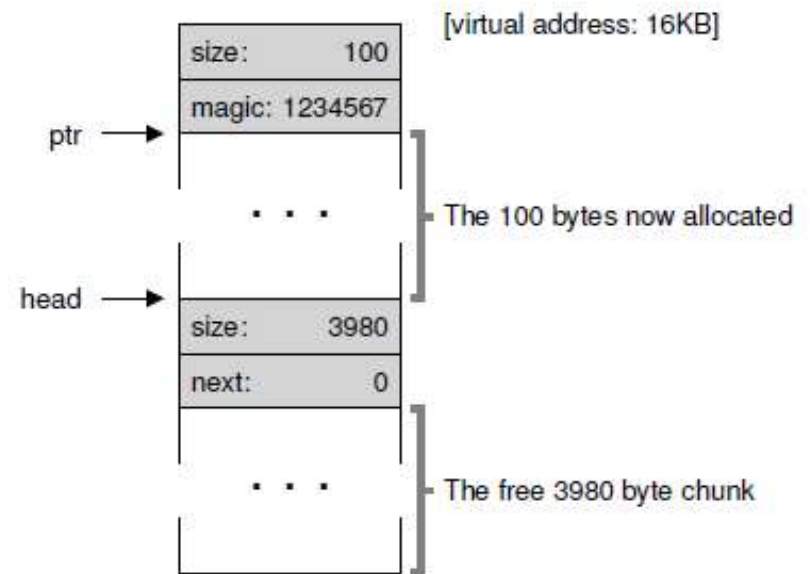 [virtual address: 16KB]
size: 100
magic: 1234567
ptr
. . .
The 100 bytes now allocated
head
size: 3980
next: 0
. . .
The free 3980 byte chunk